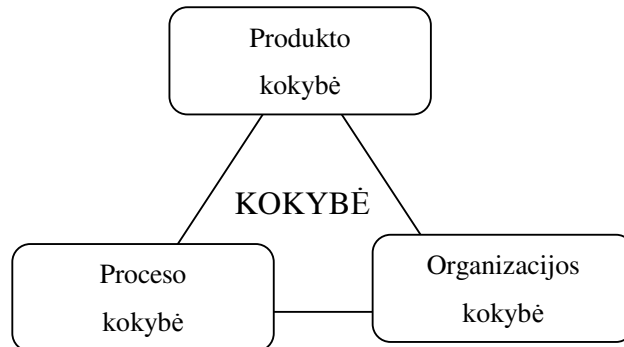 Produkto
kokybė
KOKYBĖ
Proceso
kokybė
Organizacijos
kokybė